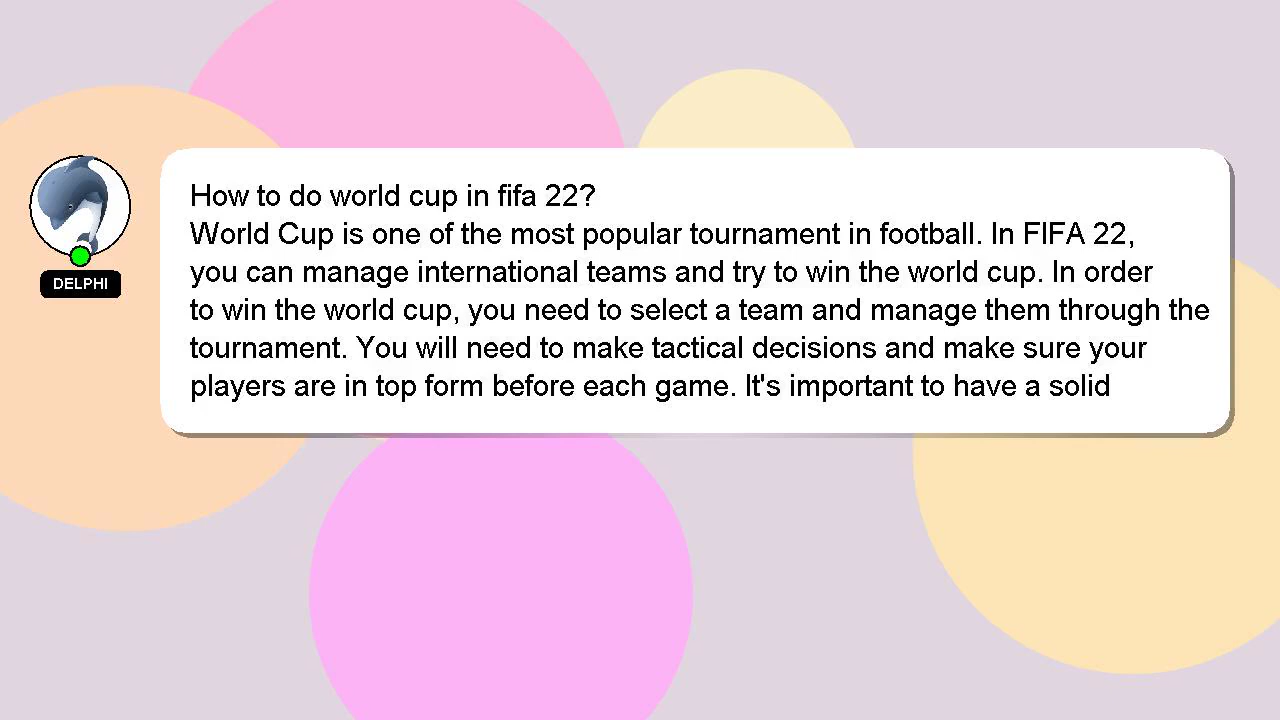 How to do world cup in fifa 22?
World Cup is one of the most popular tournament in football. In FIFA 22,
you can manage international teams and try to win the world cup. In order
to win the world cup, you need to select a team and manage them through the
tournament. You will need to make tactical decisions and make sure your
players are in top form before each game. It's important to have a solid
DELPHI